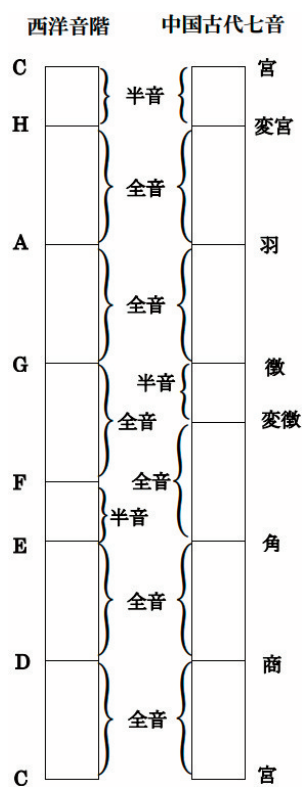 西洋音階 中国古代七音
C 半音 宮
H 変宮
全音
A 羽
全音
G 徴
半音
全音 変徴
F 全音
半音
E 角
全音
D 商
全音
C 宮